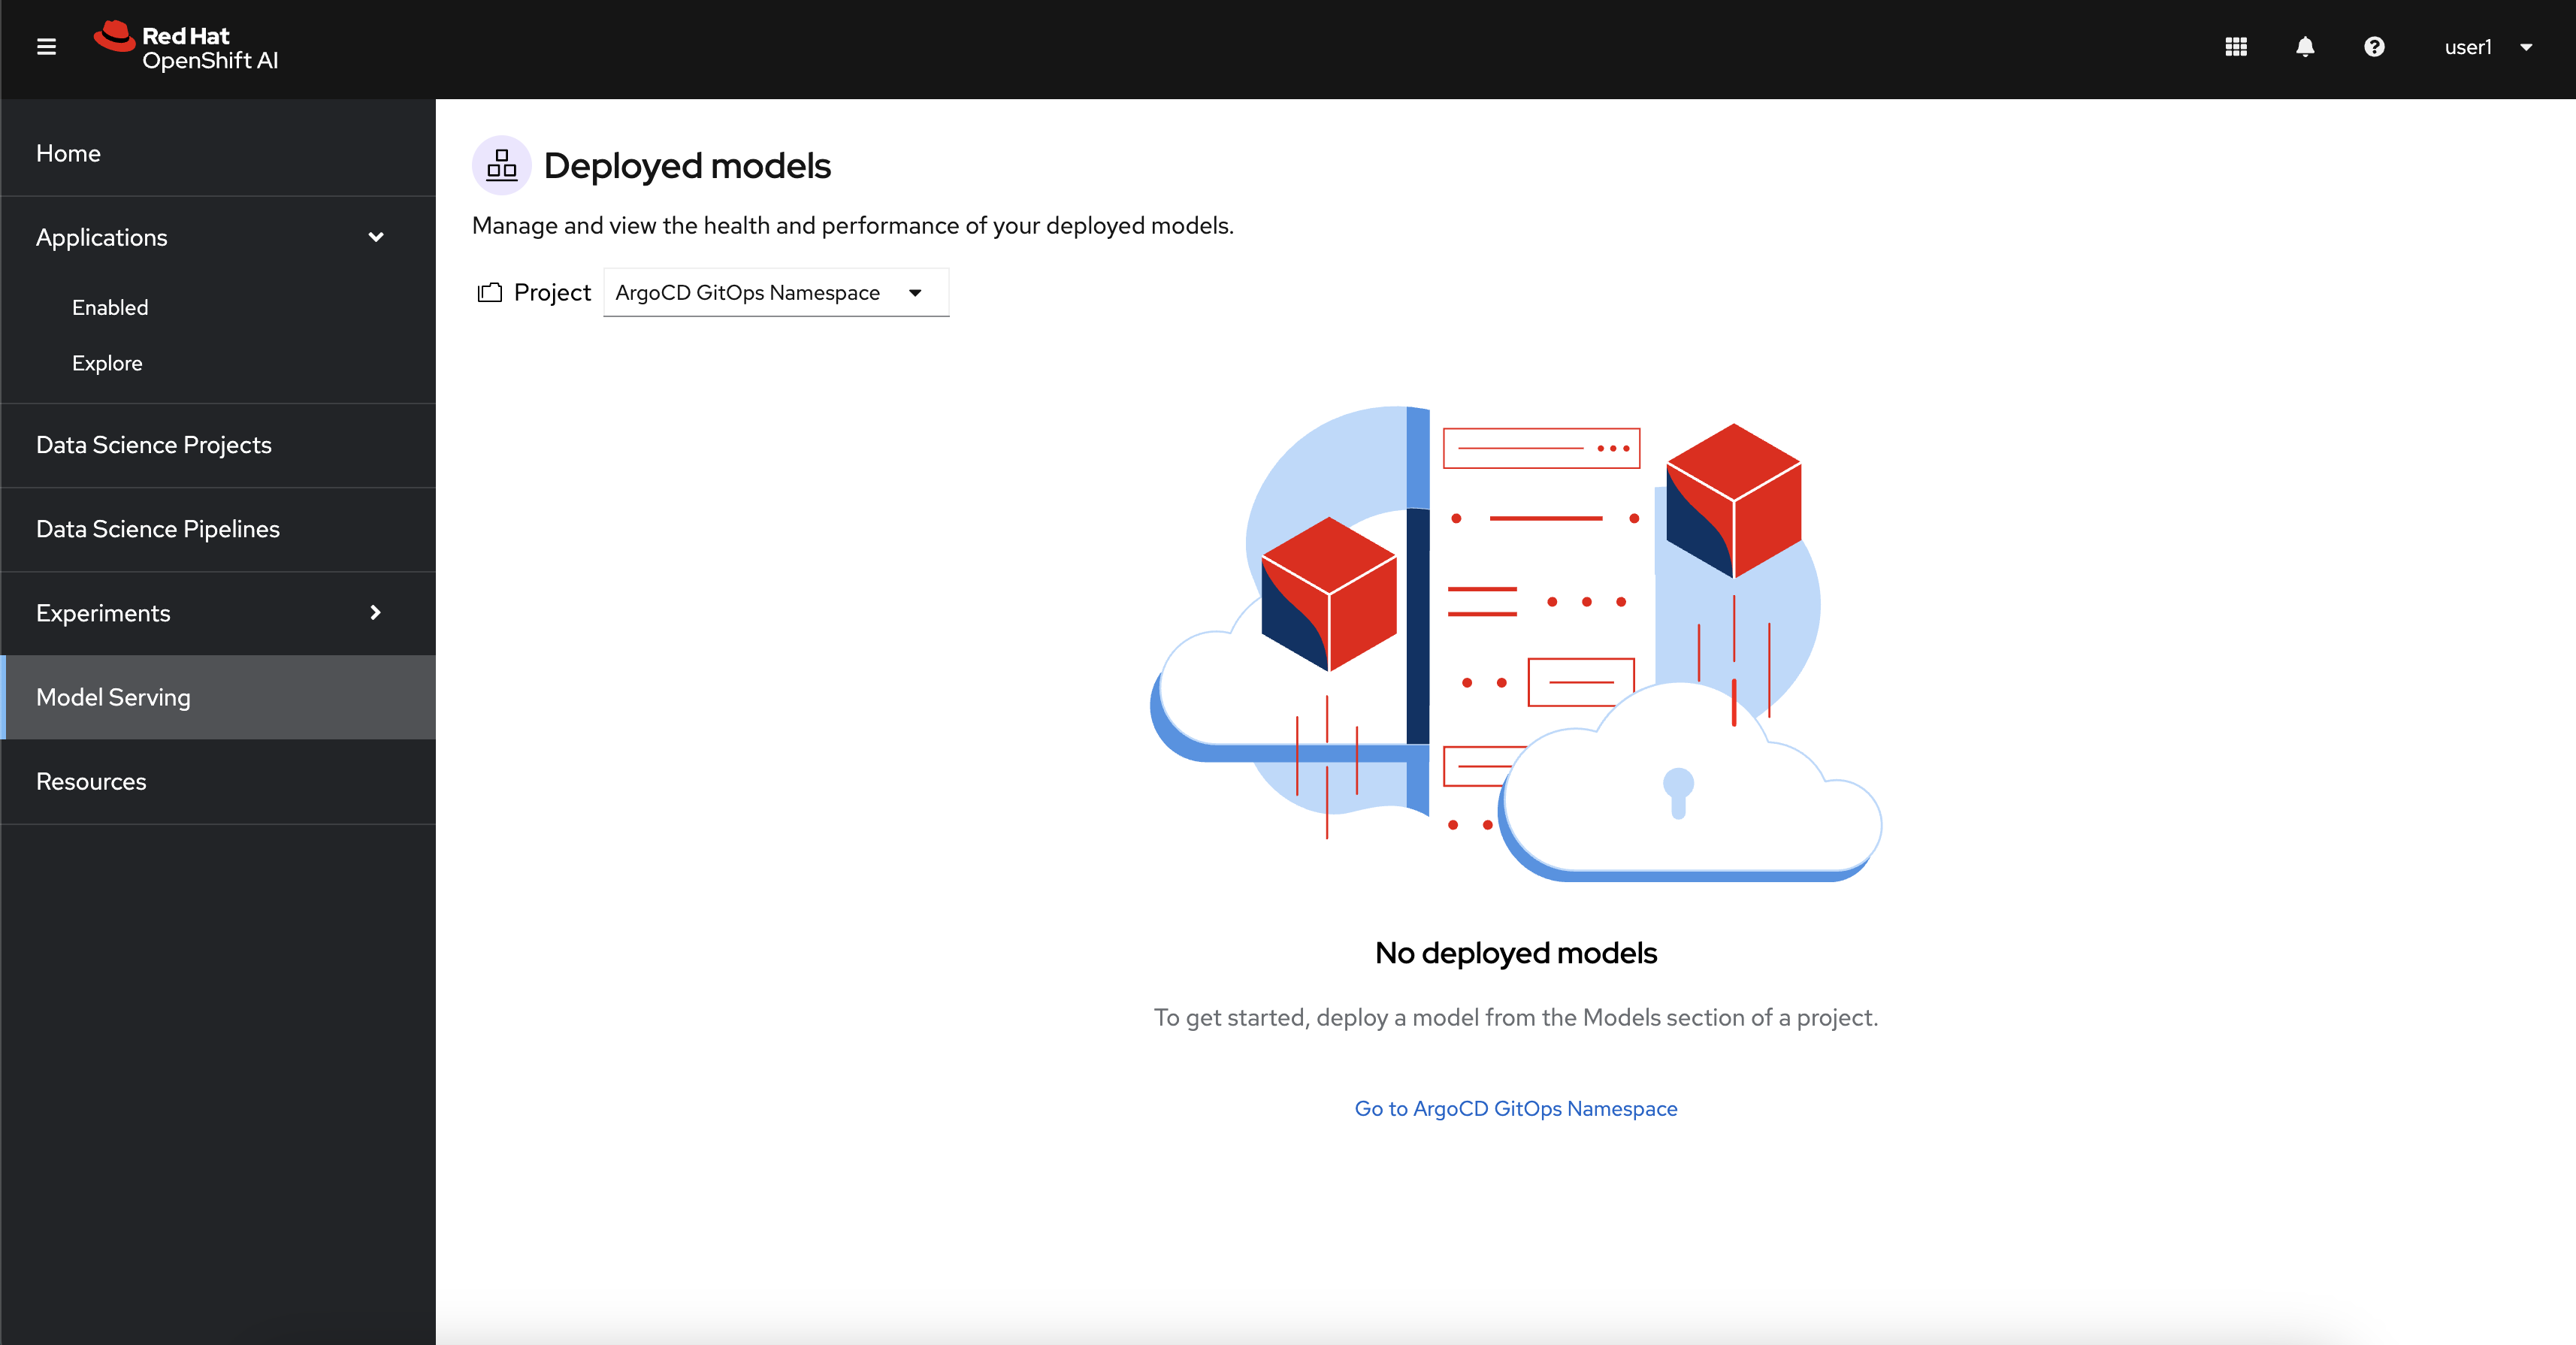 Red Hat
OpenShift AI
user1
Home
Applications
Enabled
Explore
Data Science Projects
Data Science Pipelines
Experiments
Model Serving
Resources
Deployed models
Manage and view the health and performance of your deployed models.
Project ArgoCD GitOps Namespace
No deployed models
To get started, deploy a model from the Models section of a project.
Go to ArgoCD GitOps Namespace